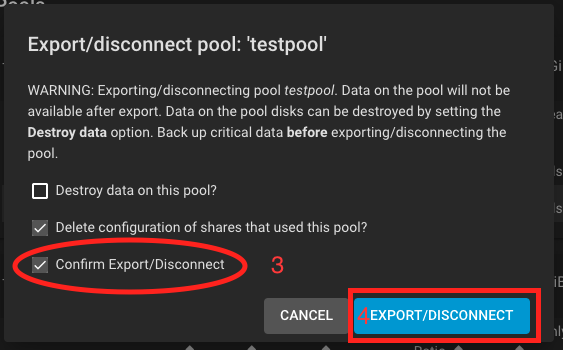 Pools
Export/disconnect pool: 'testpool'
WARNING: Exporting/disconnecting pool testpool. Data on the pool will not be
available after export. Data on the pool disks can be destroyed by setting the
Destroy data option. Back up critical data before exporting/disconnecting the
pool.
Destroy data on this pool?
Delete configuration of shares that used this pool?
Confirm Export/Disconnect
3
CANCEL
4
EXPORT/DISCONNECT
Ratio